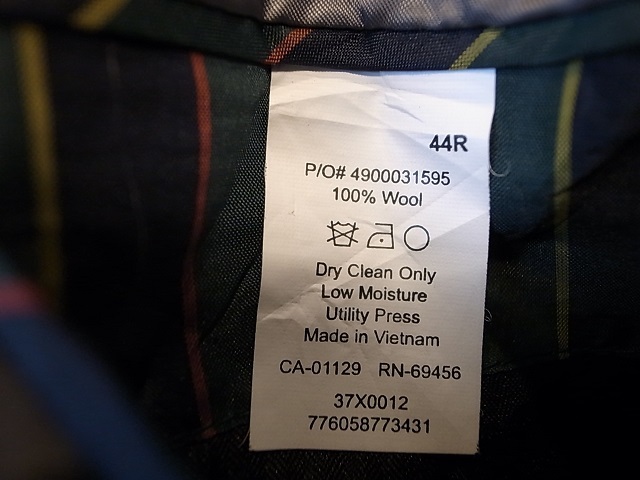 44R
P/O# 4900031595
100% Wool
Dry Clean Only
Low Moisture
Utility Press
Made in Vietnam
CA-01129 RN-69456
37X0012
776058773431